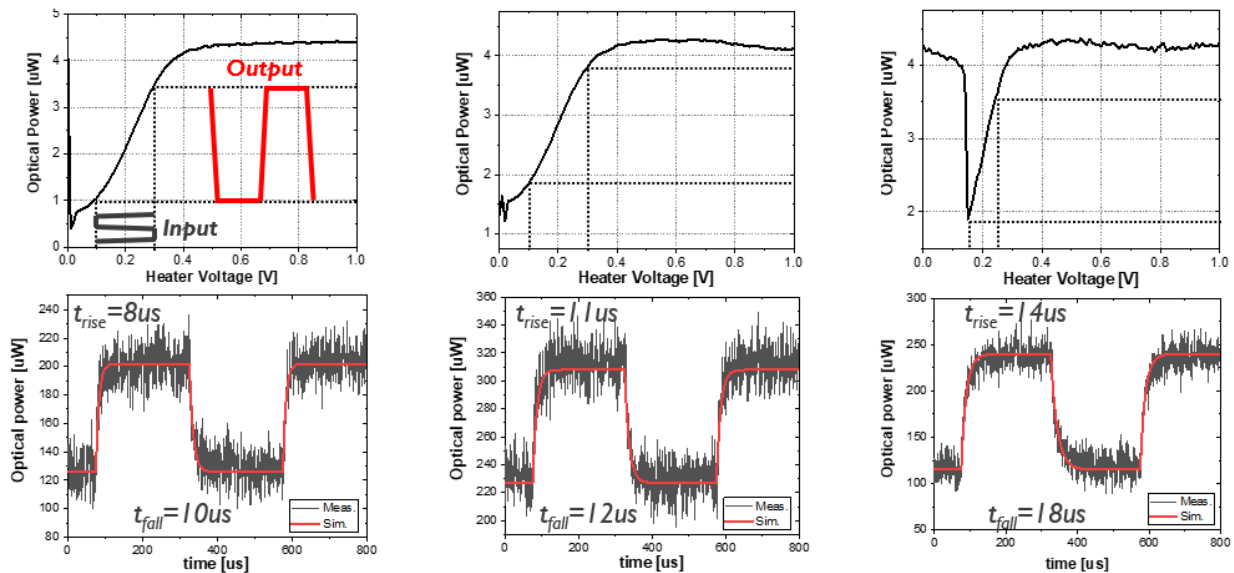 5
4
3
2
1
0
Optical Power [uW]
Output
Input
0.0 0.2 0.4 0.6 0.8 1.0
Heater Voltage [V]
4
3
2
1
Optical Power [uW]
0.0 0.2 0.4 0.6 0.8 1.0
Heater Voltage [V]
4
3
2
Optical Power [uW]
0.0 0.2 0.4 0.6 0.8 1.0
Heater Voltage [V]
240
220
200
180
160
140
120
100
80
Optical power [uW]
trise=8us
tfall=10us
Meas.
Sim.
0 200 400 600 800
time [us]
360
340
320
300
280
260
240
220
200
Optical power [uW]
trise=11us
tfall=12us
Meas.
Sim.
0 200 400 600 800
time [us]
300
250
200
150
100
50
Optical power [uW]
trise=14us
tfall=18us
Meas.
Sim.
0 200 400 600 800
time [us]